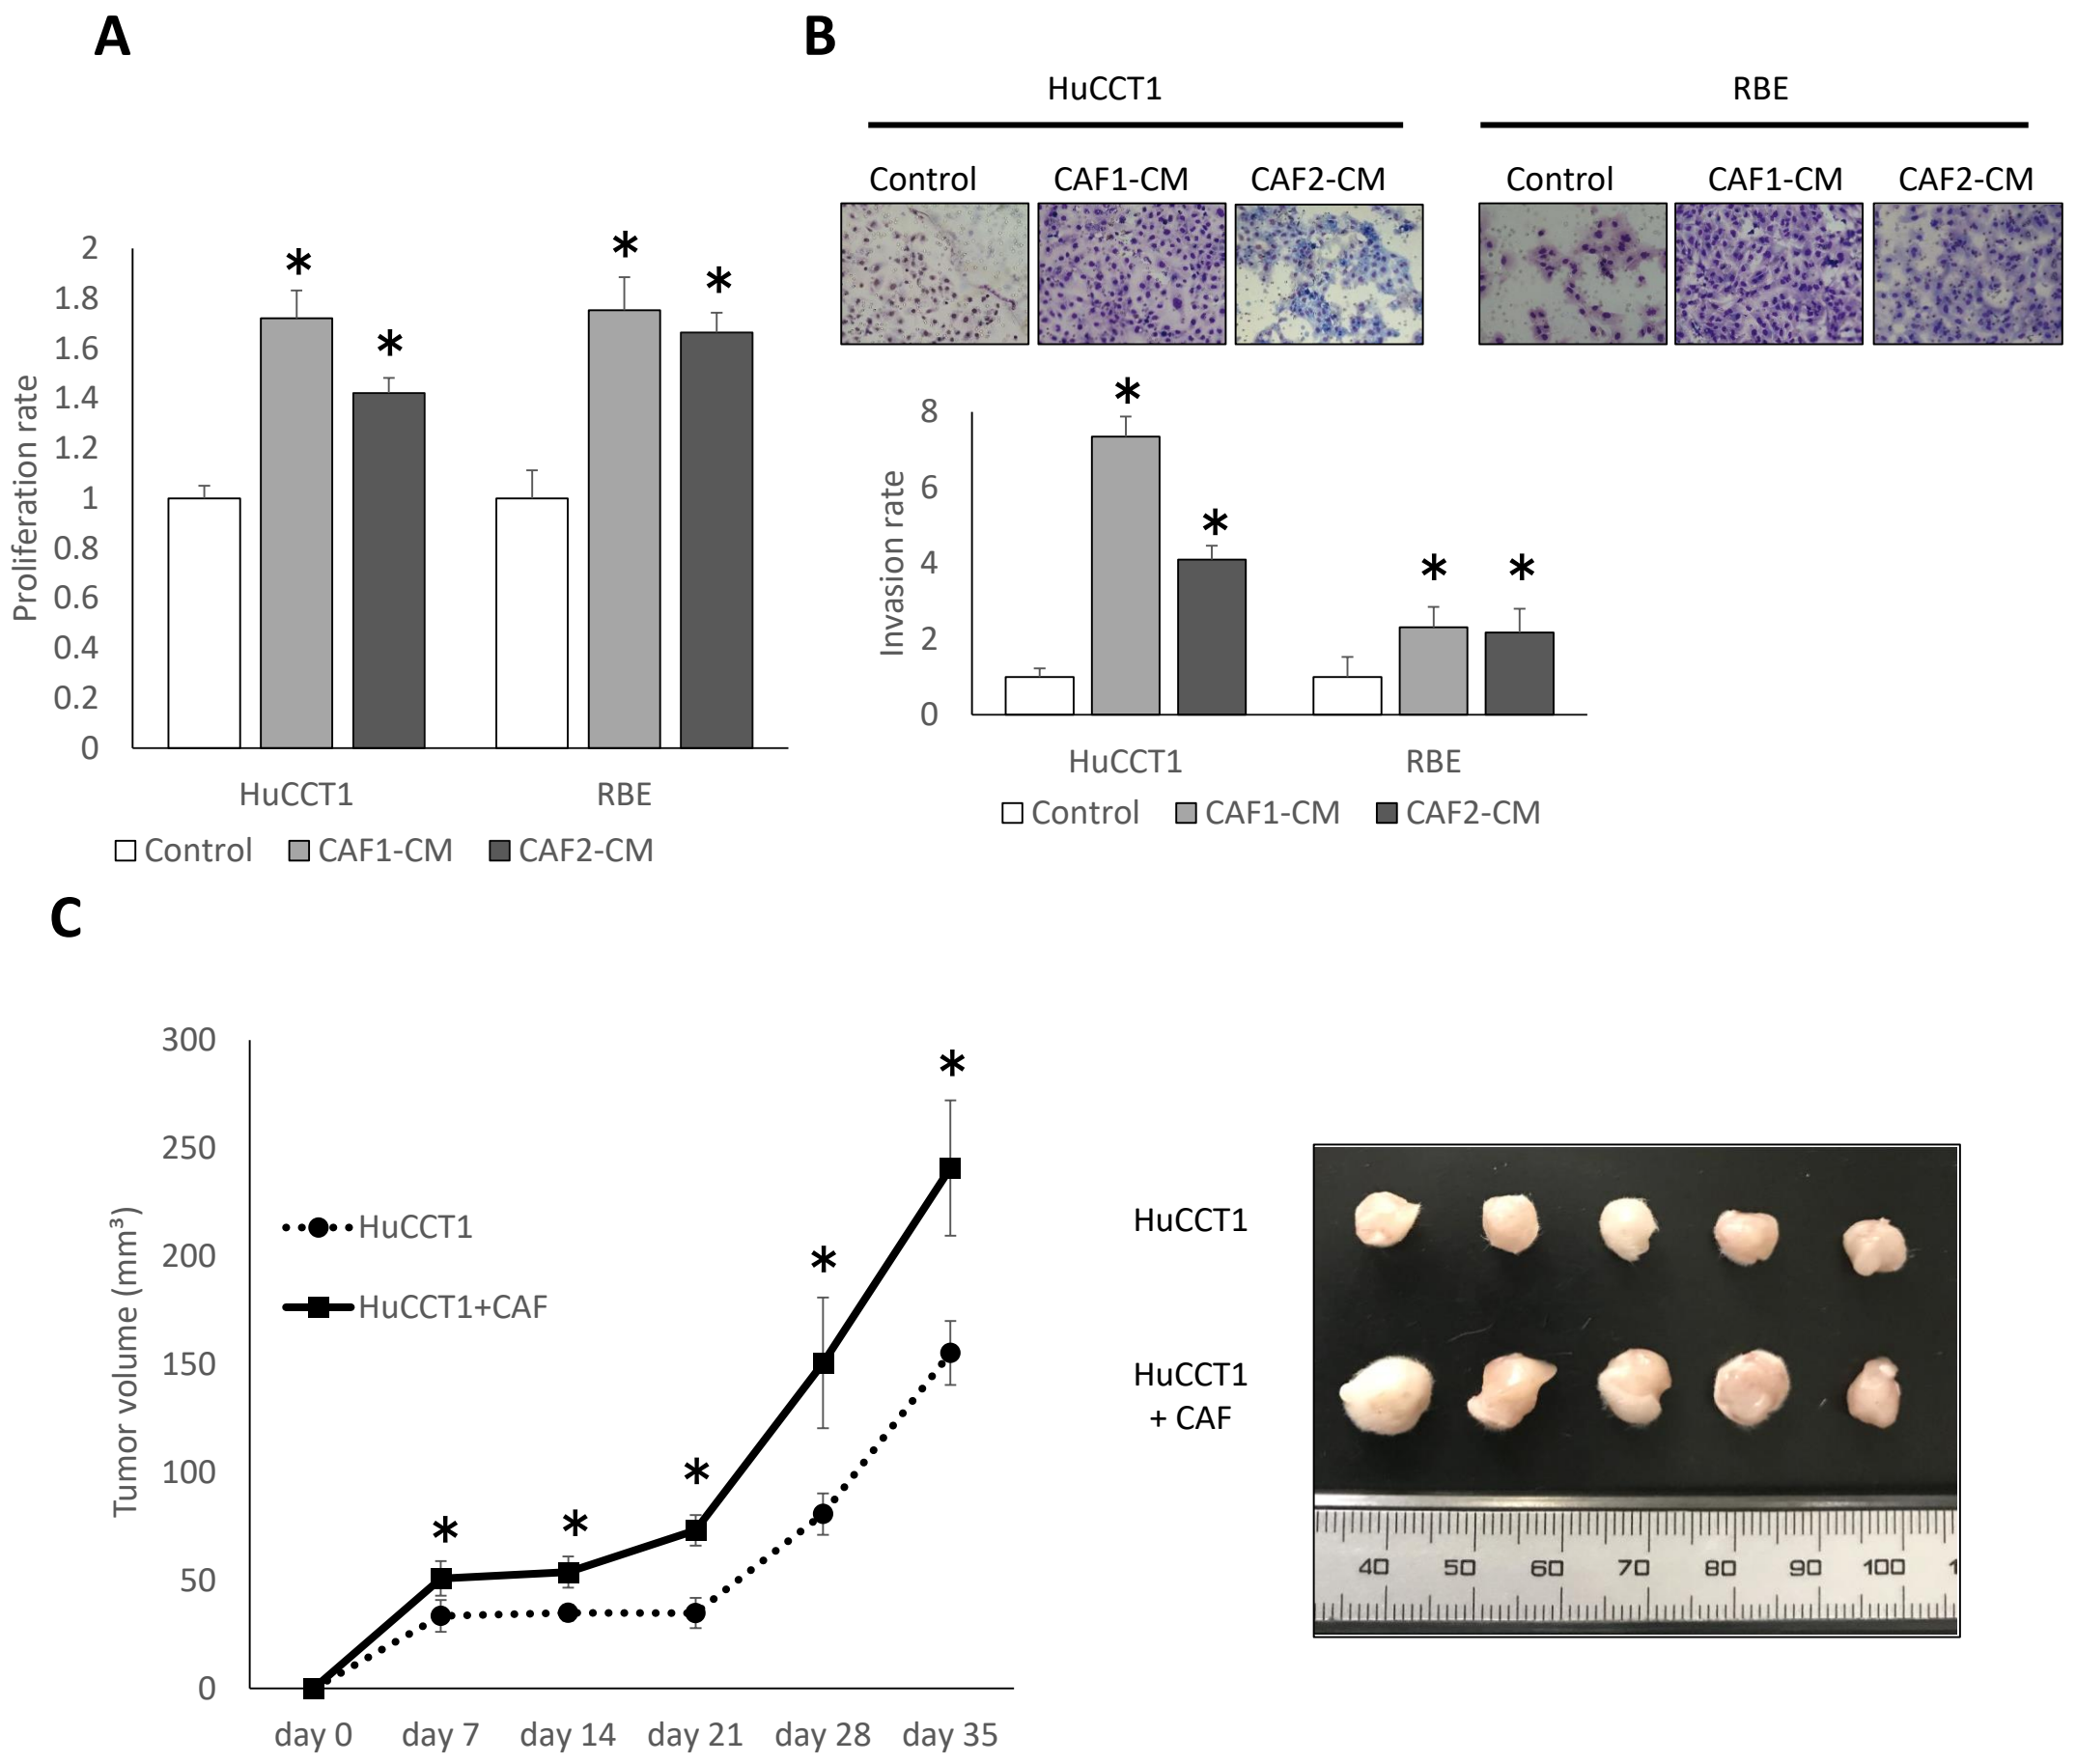 A
Proliferation rate
2
1.8
1.6
1.4
1.2
1
0.8
0.6
0.4
0.2
0
*
*
*
*
HuCCT1 RBE
Control CAF1-CM CAF2-CM
B
HuCCT1 RBE
Control CAF1-CM CAF2-CM Control CAF1-CM CAF2-CM
Invasion rate
8
6
4
2
0
*
*
*
*
HuCCT1 RBE
Control CAF1-CM CAF2-CM
C
Tumor volume (mm³)
300
250
200
150
100
50
0
HuCCT1
HuCCT1+CAF
*
*
*
*
*
day 0 day 7 day 14 day 21 day 28 day 35
HuCCT1
HuCCT1
+ CAF
40 50 60 70 80 90 100